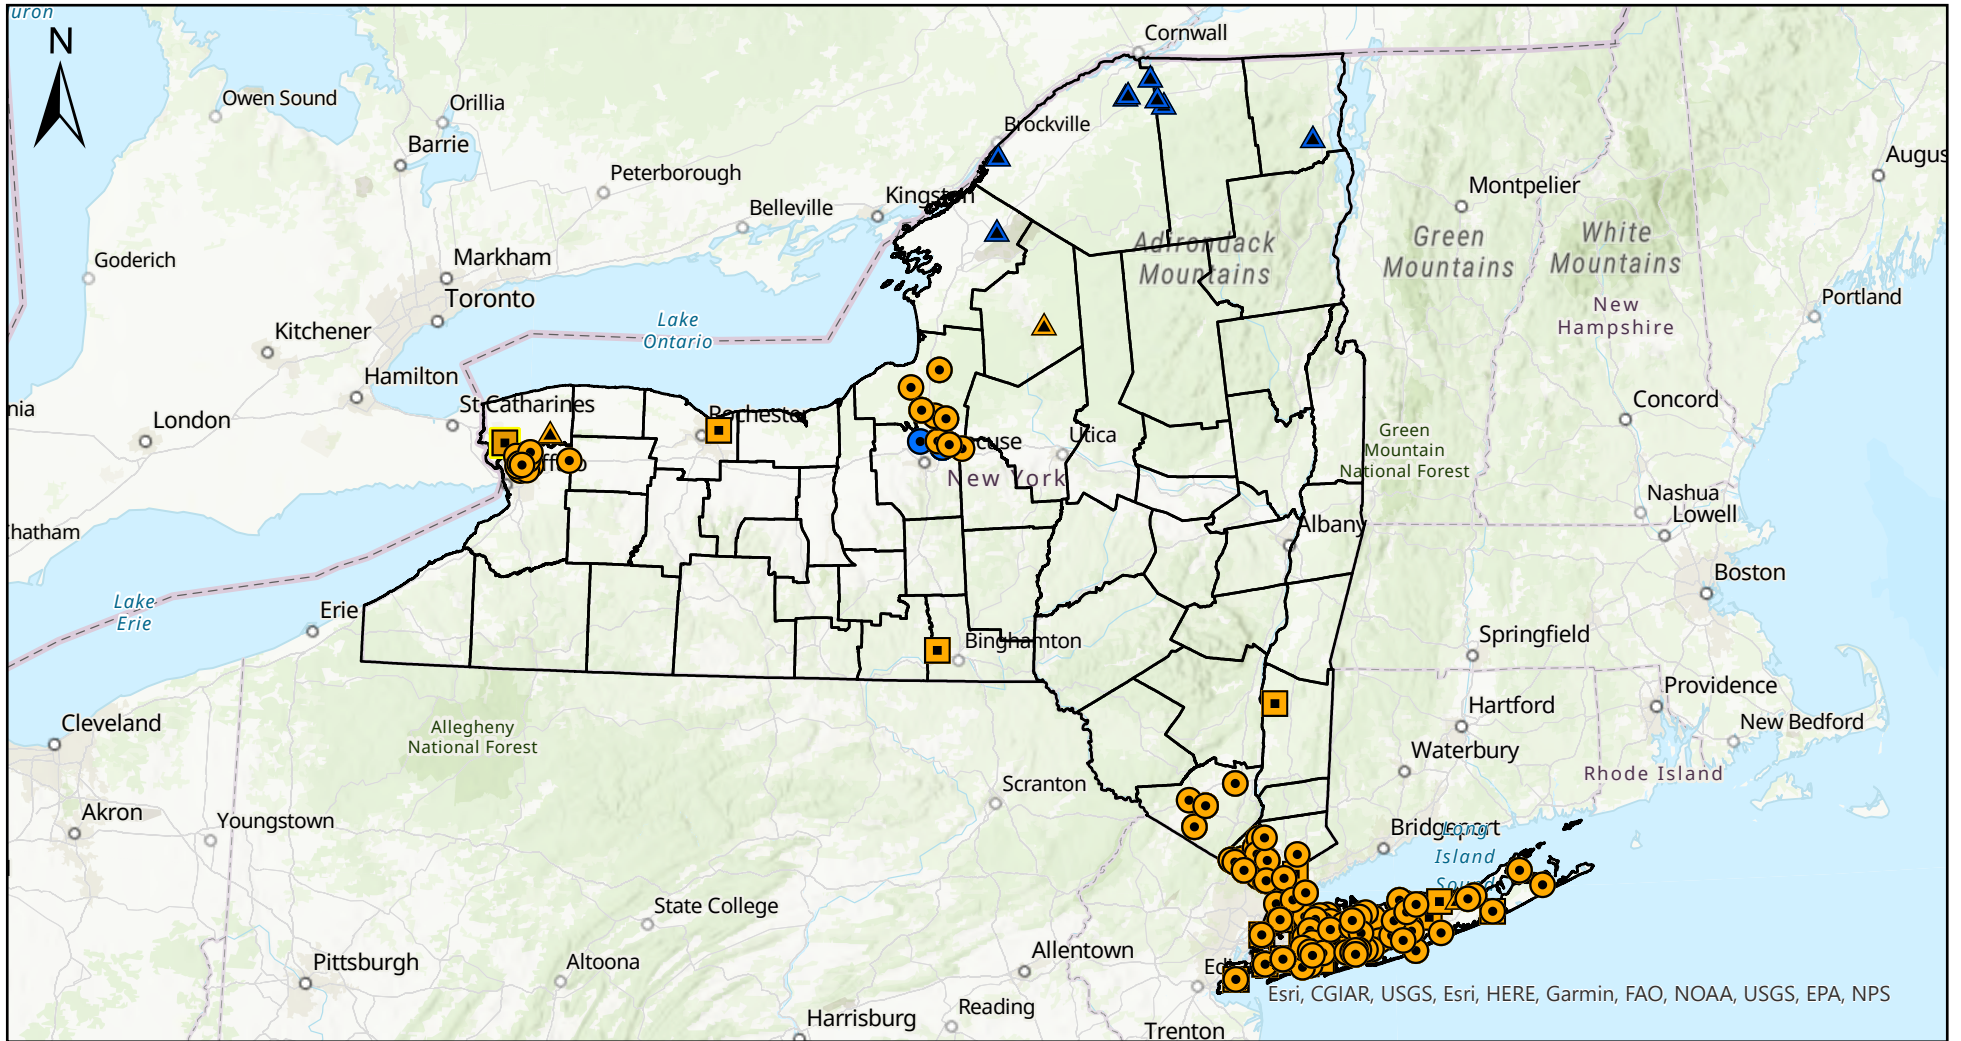 uron
N
Cornwall
Owen Sound
Orillia
Brockville
Barrie
Augus
Peterborough
Montpelier
Kingston
Belleville
White
Mountains
Green
Mountains
Adirondack
Mountains
Goderich
Markham
Toronto
Portland
New
Hampshire
Lake
Ontario
Kitchener
Hamilton
nia
St Catharines
Rochester
Concord
London
Utica
cuse
Green
Mountain
National Forest
ffalo
New York
Nashua
Lowell
Chatham
Albany
Boston
Lake
Erie
Erie
Springfield
Binghamton
Providence
Hartford
New Bedford
Cleveland
Allegheny
National Forest
Waterbury
Rhode Island
Scranton
Akron
Youngstown
Bridgeport
Long
Island
Sound
State College
Allentown
Pittsburgh
Altoona
Esri, CGIAR, USGS, Esri, HERE, Garmin, FAO, NOAA, USGS, EPA, NPS
Reading
Harrisburg
Trenton